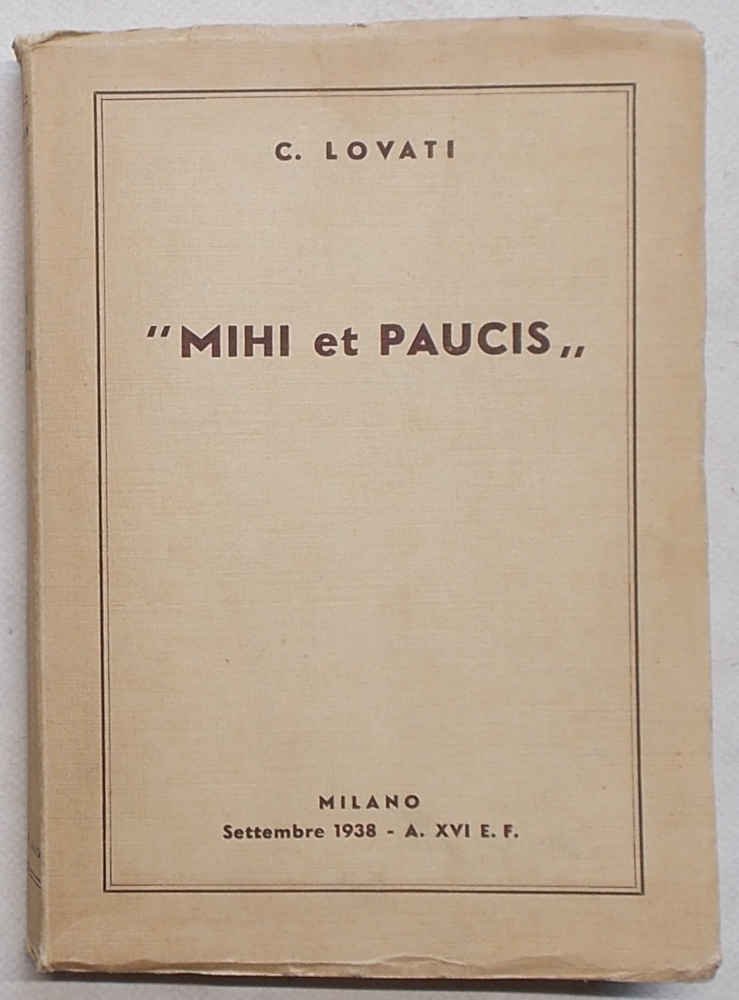 C. LOVATI
"MIHI et PAUCIS„
MILANO
Settembre 1938 - A. XVI E. F.